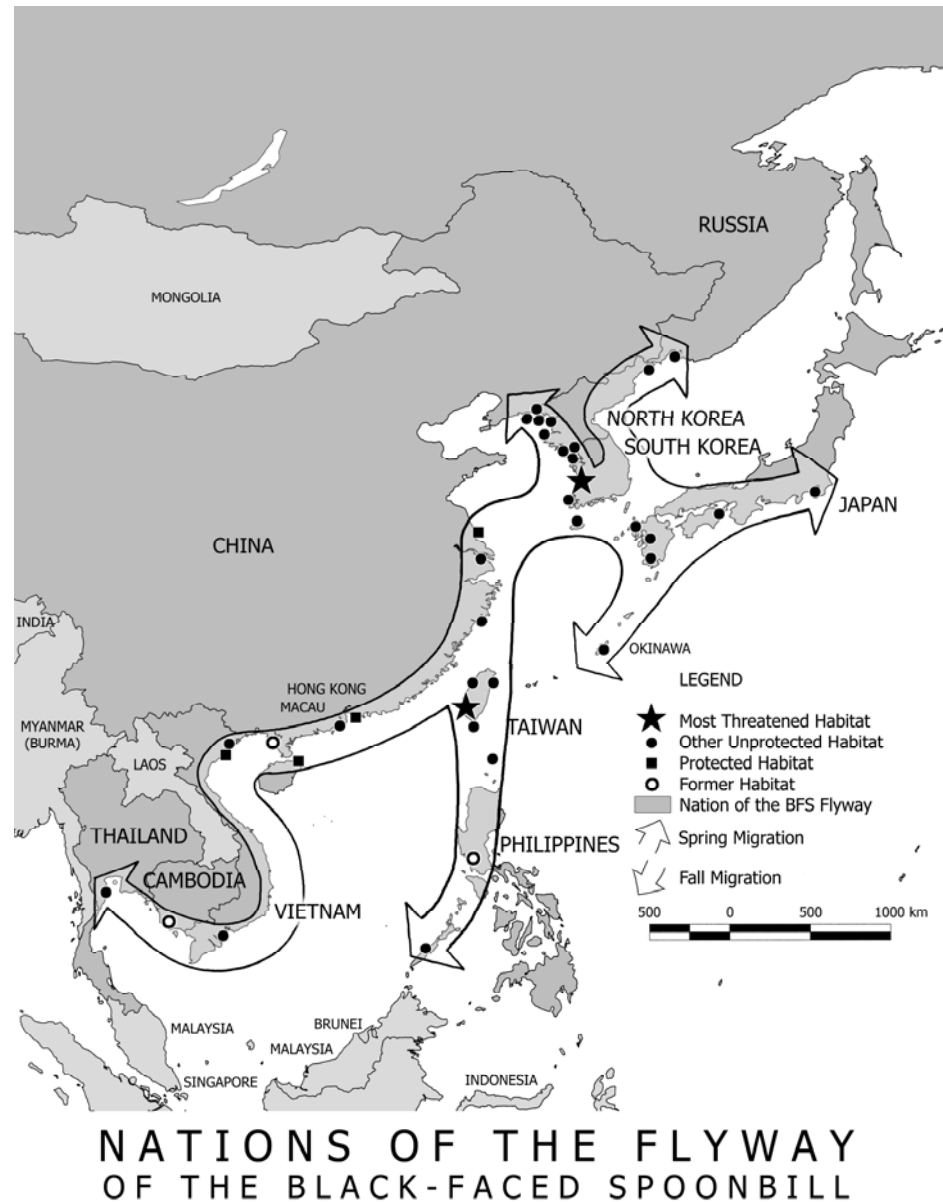 RUSSIA
MONGOLIA
NORTH KOREA
SOUTH KOREA
JAPAN
CHINA
INDIA
OKINAWA
HONG KONG
MACAU
TAIWAN
MYANMAR
(BURMA)
LAOS
THAILAND
CAMBODIA
VIETNAM
PHILIPPINES
MALAYSIA
BRUNEI
MALAYSIA
SINGAPORE
INDONESIA
LEGEND
Most Threatened Habitat
Other Unprotected Habitat
Protected Habitat
Former Habitat
Nation of the BFS Flyway
Spring Migration
Fall Migration
500 0 500 1000 km
NATIONS OF THE FLYWAY
OF THE BLACK-FACED SPOONBILL